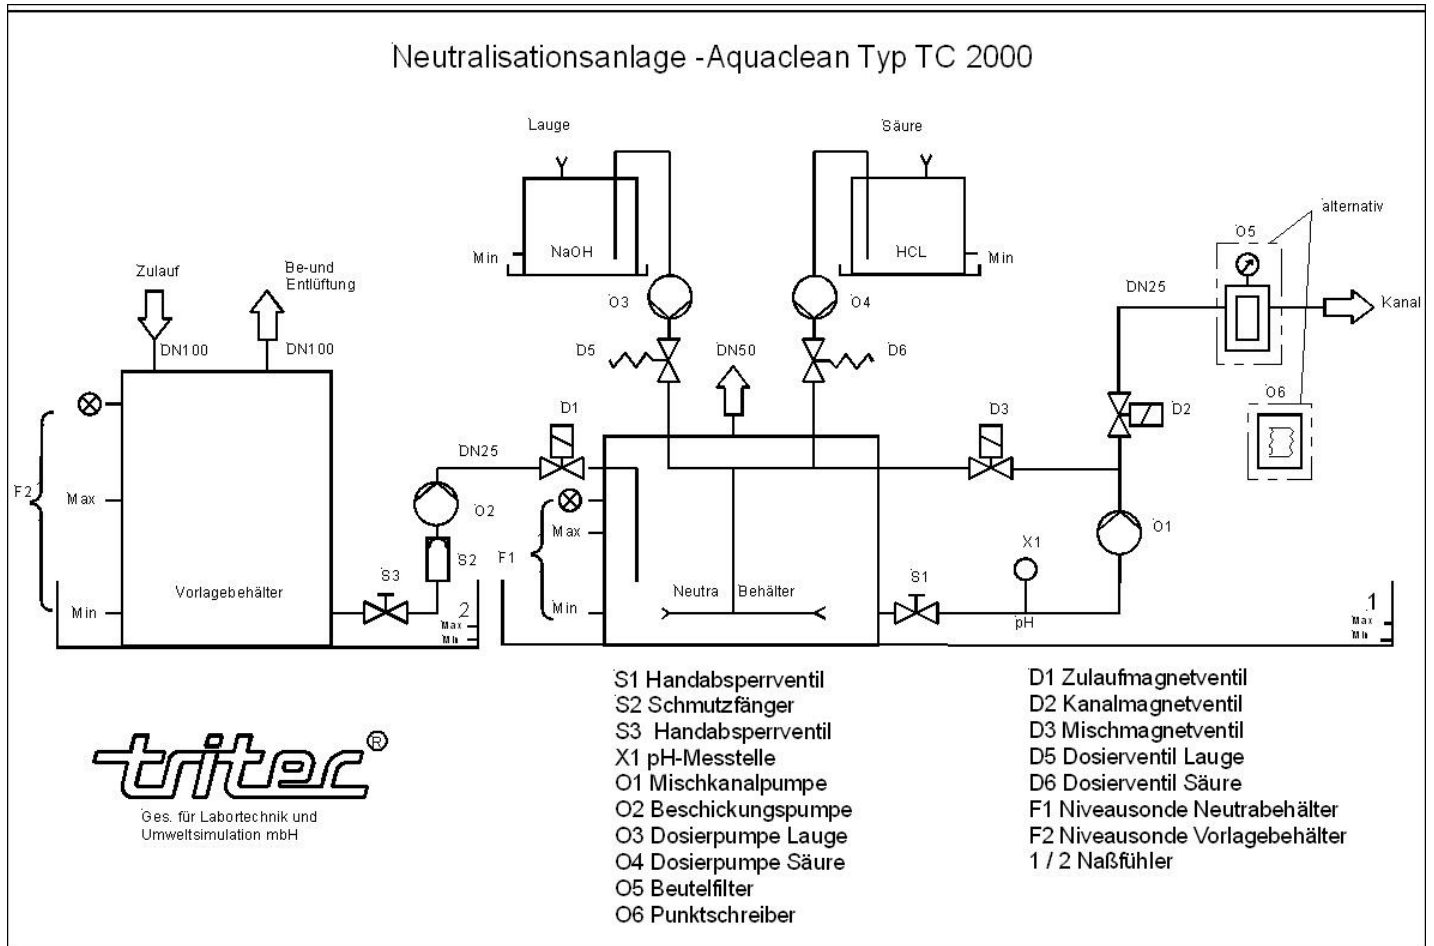 Neutralisationsanlage -Aquaclean Typ TC 2000
Lauge
Säure
alternativ
NaOH
HCL
Min
Min
O5
Zulauf
Be-und
Entlüftung
DN100
DN100
O3
O4
DN25
Kanal
D5
DN50
D6
O6
D1
D3
D2
DN25
F2
Max
O2
Max
F1
O1
X1
S2
S3
S1
Vorlagebehälter
Neutra Behälter
Min
Min
2
Max
Min
pH
1
Max
Min
S1 Handabsperrventil
S2 Schmutzfänger
S3 Handabsperrventil
X1 pH-Messtelle
O1 Mischkanalpumpe
O2 Beschickungspumpe
O3 Dosierpumpe Lauge
O4 Dosierpumpe Säure
O5 Beutelfilter
O6 Punktschreiber
D1 Zulaufmagnetventil
D2 Kanalmagnetventil
D3 Mischmagnetventil
D5 Dosierventil Lauge
D6 Dosierventil Säure
F1 Niveausonde Neutrabehälter
F2 Niveausonde Vorlagebehälter
1 / 2 Naßfühler
tritec®
Ges. für Labortechnik und
Umweltsimulation mbH